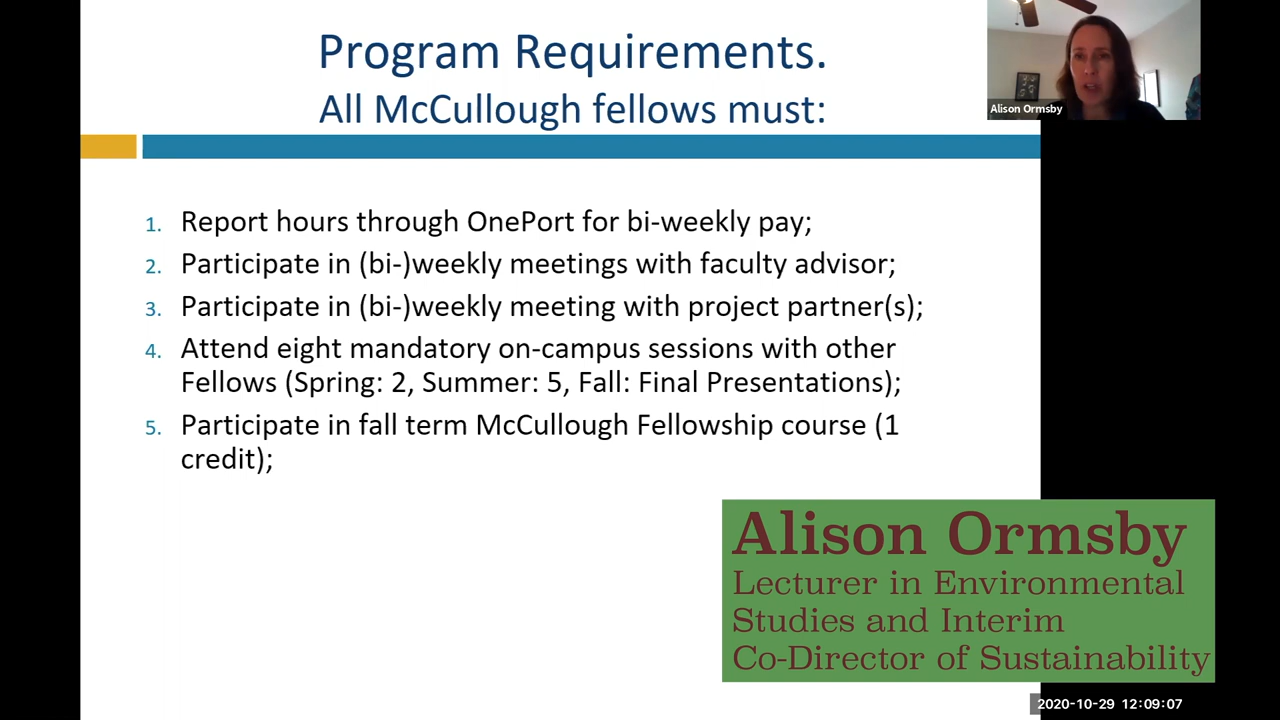 Program Requirements.
All McCullough fellows must:
Alison Ormsby
1. Report hours through OnePort for bi-weekly pay;
2. Participate in (bi-)weekly meetings with faculty advisor;
3. Participate in (bi-)weekly meeting with project partner(s);
4. Attend eight mandatory on-campus sessions with other
Fellows (Spring: 2, Summer: 5, Fall: Final Presentations);
5. Participate in fall term McCullough Fellowship course (1
credit);
Alison Ormsby
Lecturer in Environmental
Studies and Interim
Co-Director of Sustainability
2020-10-29 12:09:07